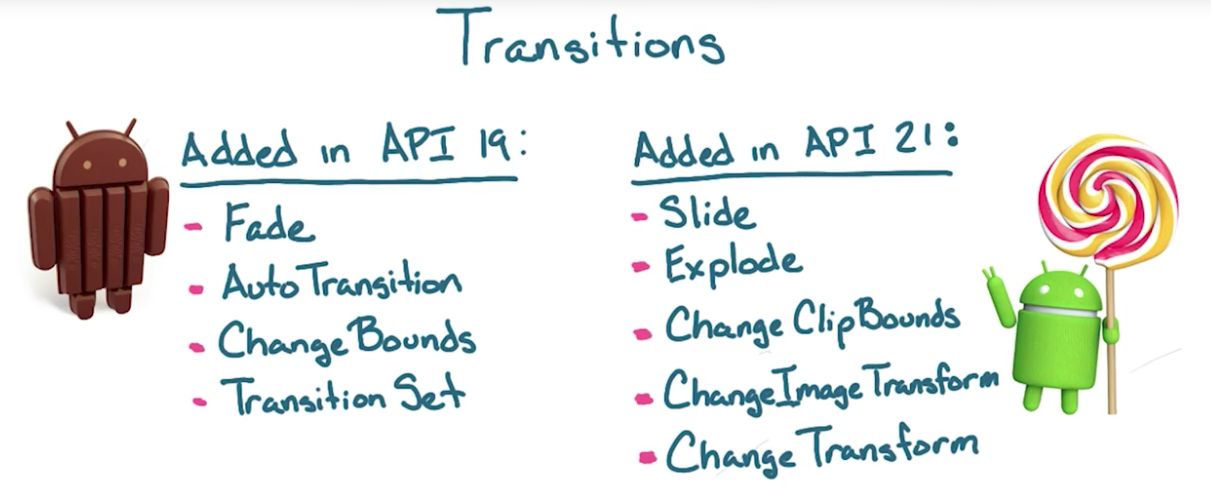 Transitions
Added in API 19:
- Fade
- AutoTransition
- ChangeBounds
- TransitionSet
Added in API 21:
- Slide
- Explode
- ChangeClipBounds
- ChangeImageTransform
- ChangeTransform